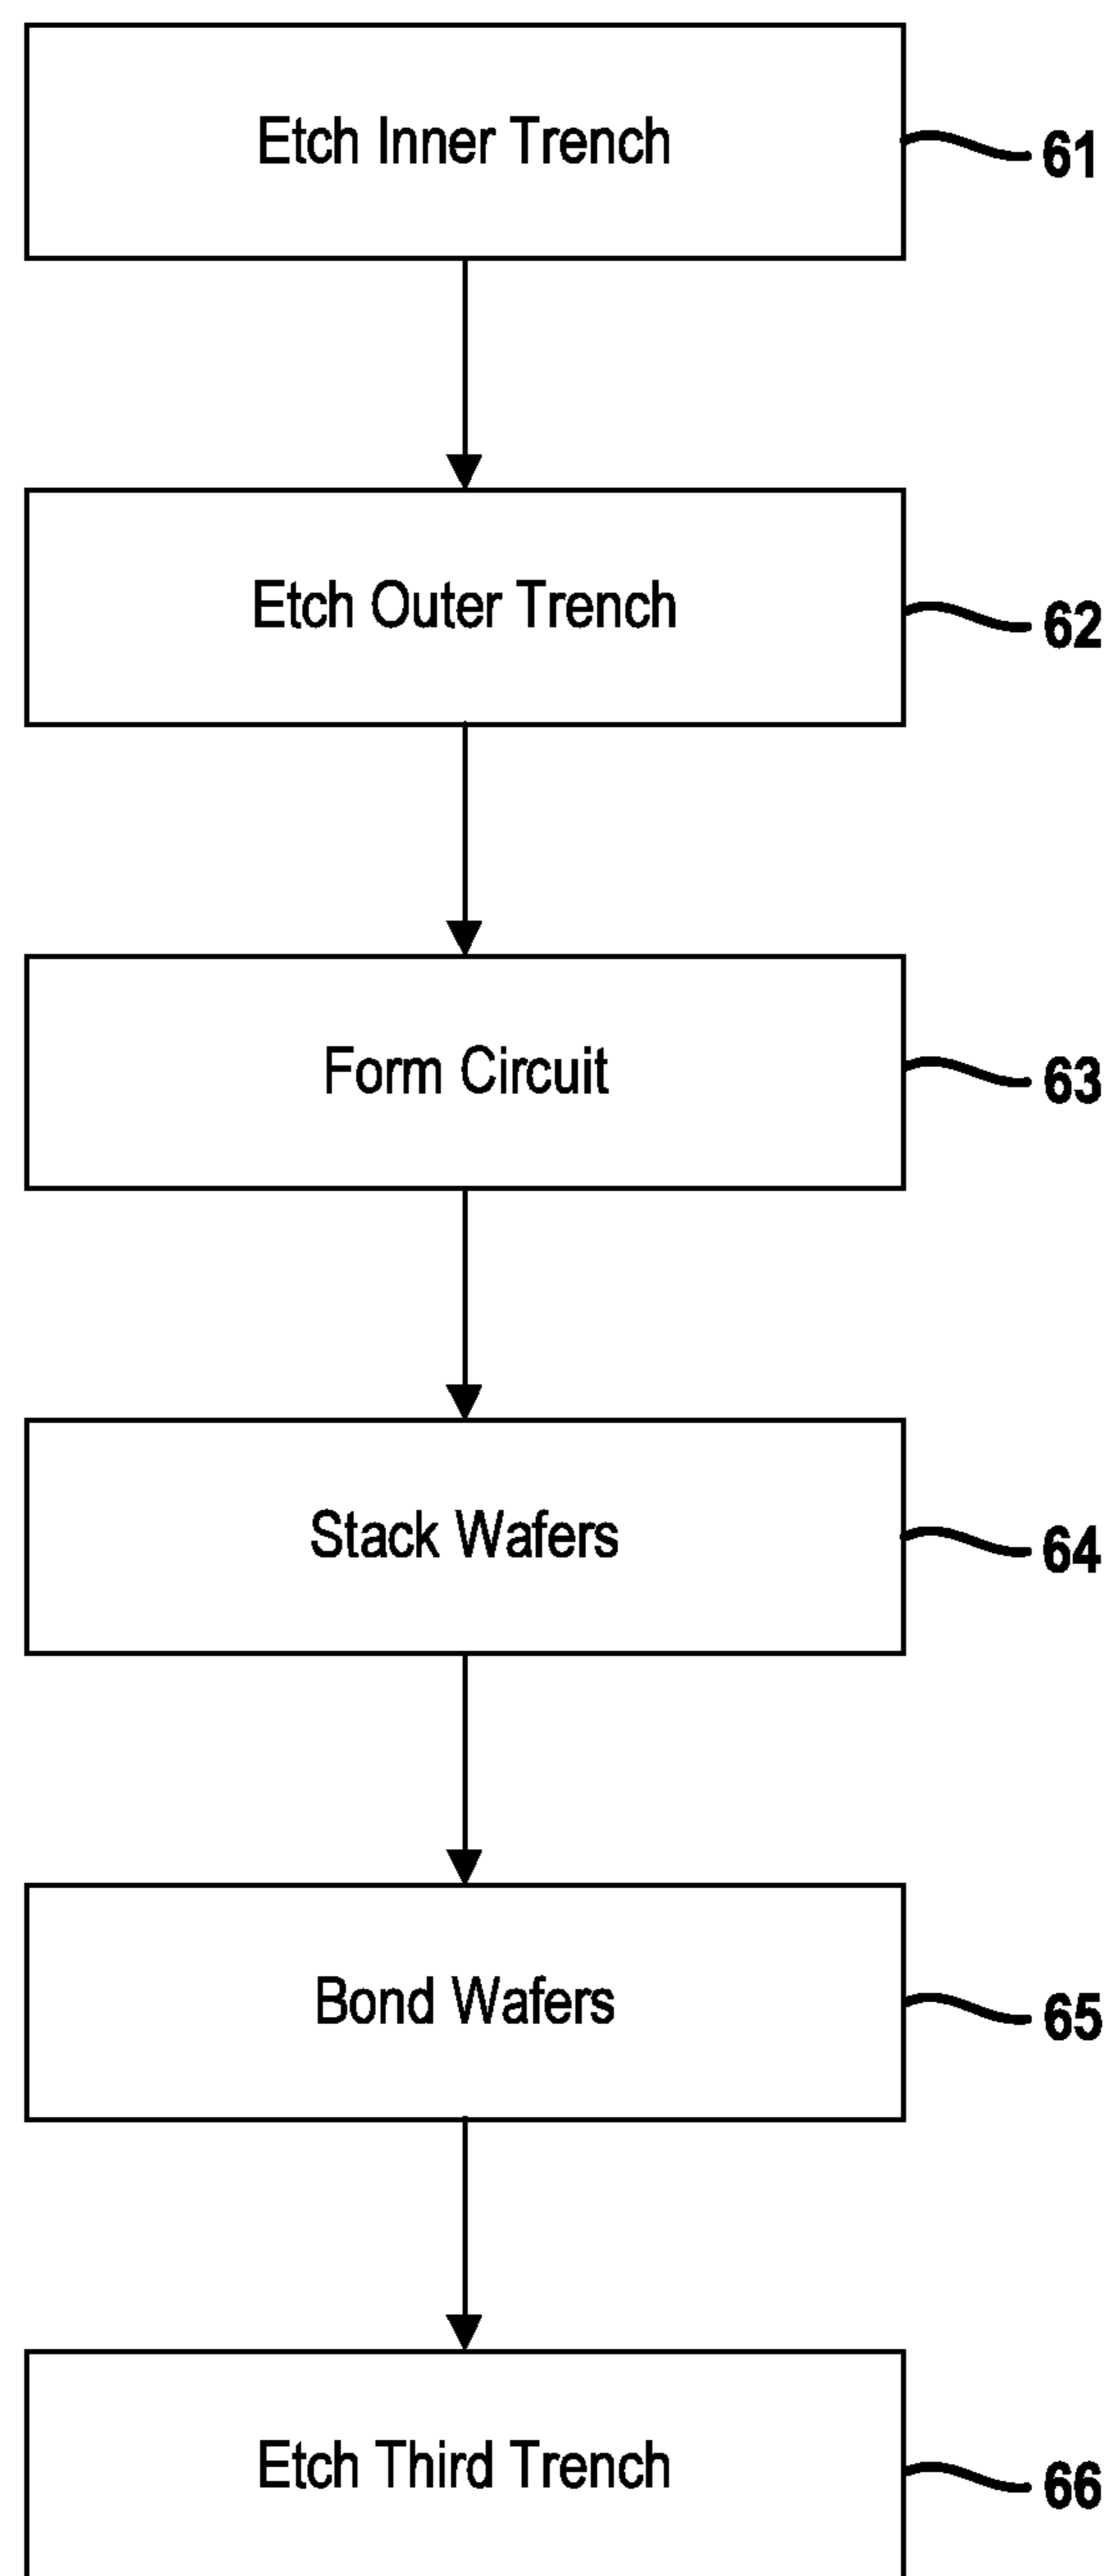 Etch Inner Trench
61
Etch Outer Trench
62
Form Circuit
63
Stack Wafers
64
Bond Wafers
65
Etch Third Trench
66